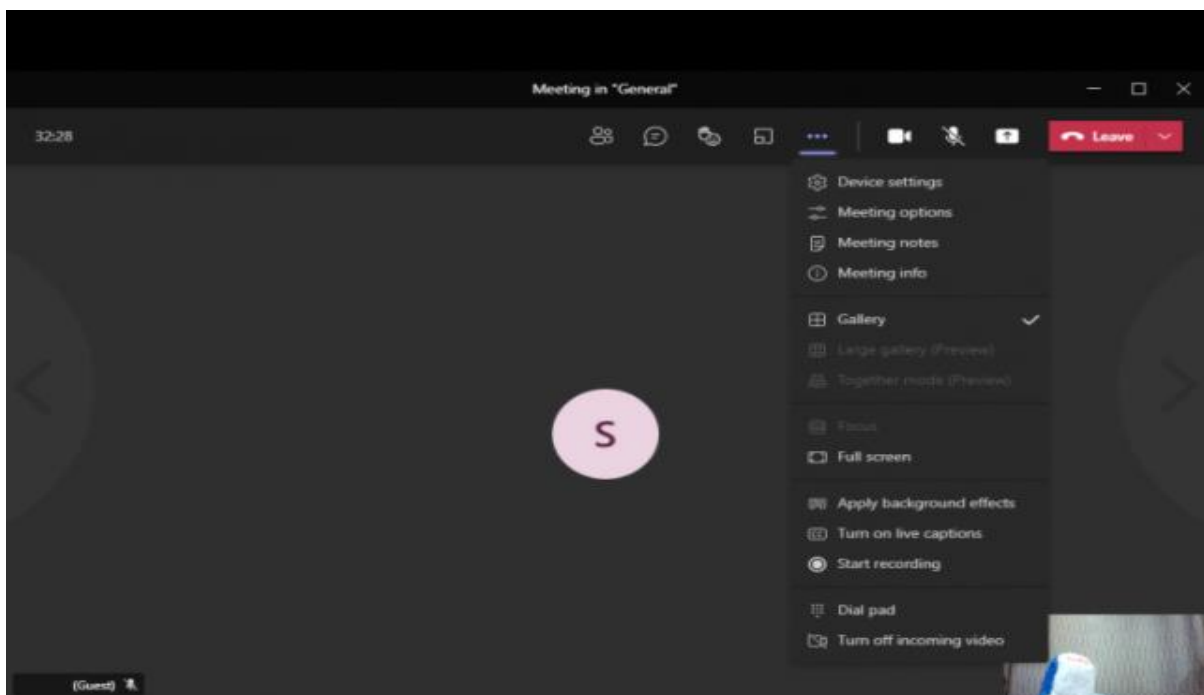 Meeting in "General"
32:28
Leave
Device settings
Meeting options
Meeting notes
Meeting info
Gallery
Large gallery (Preview)
Together mode (Preview)
Focus
Full screen
Apply background effects
Turn on live captions
Start recording
Dial pad
Turn off incoming video
S
(Guest)